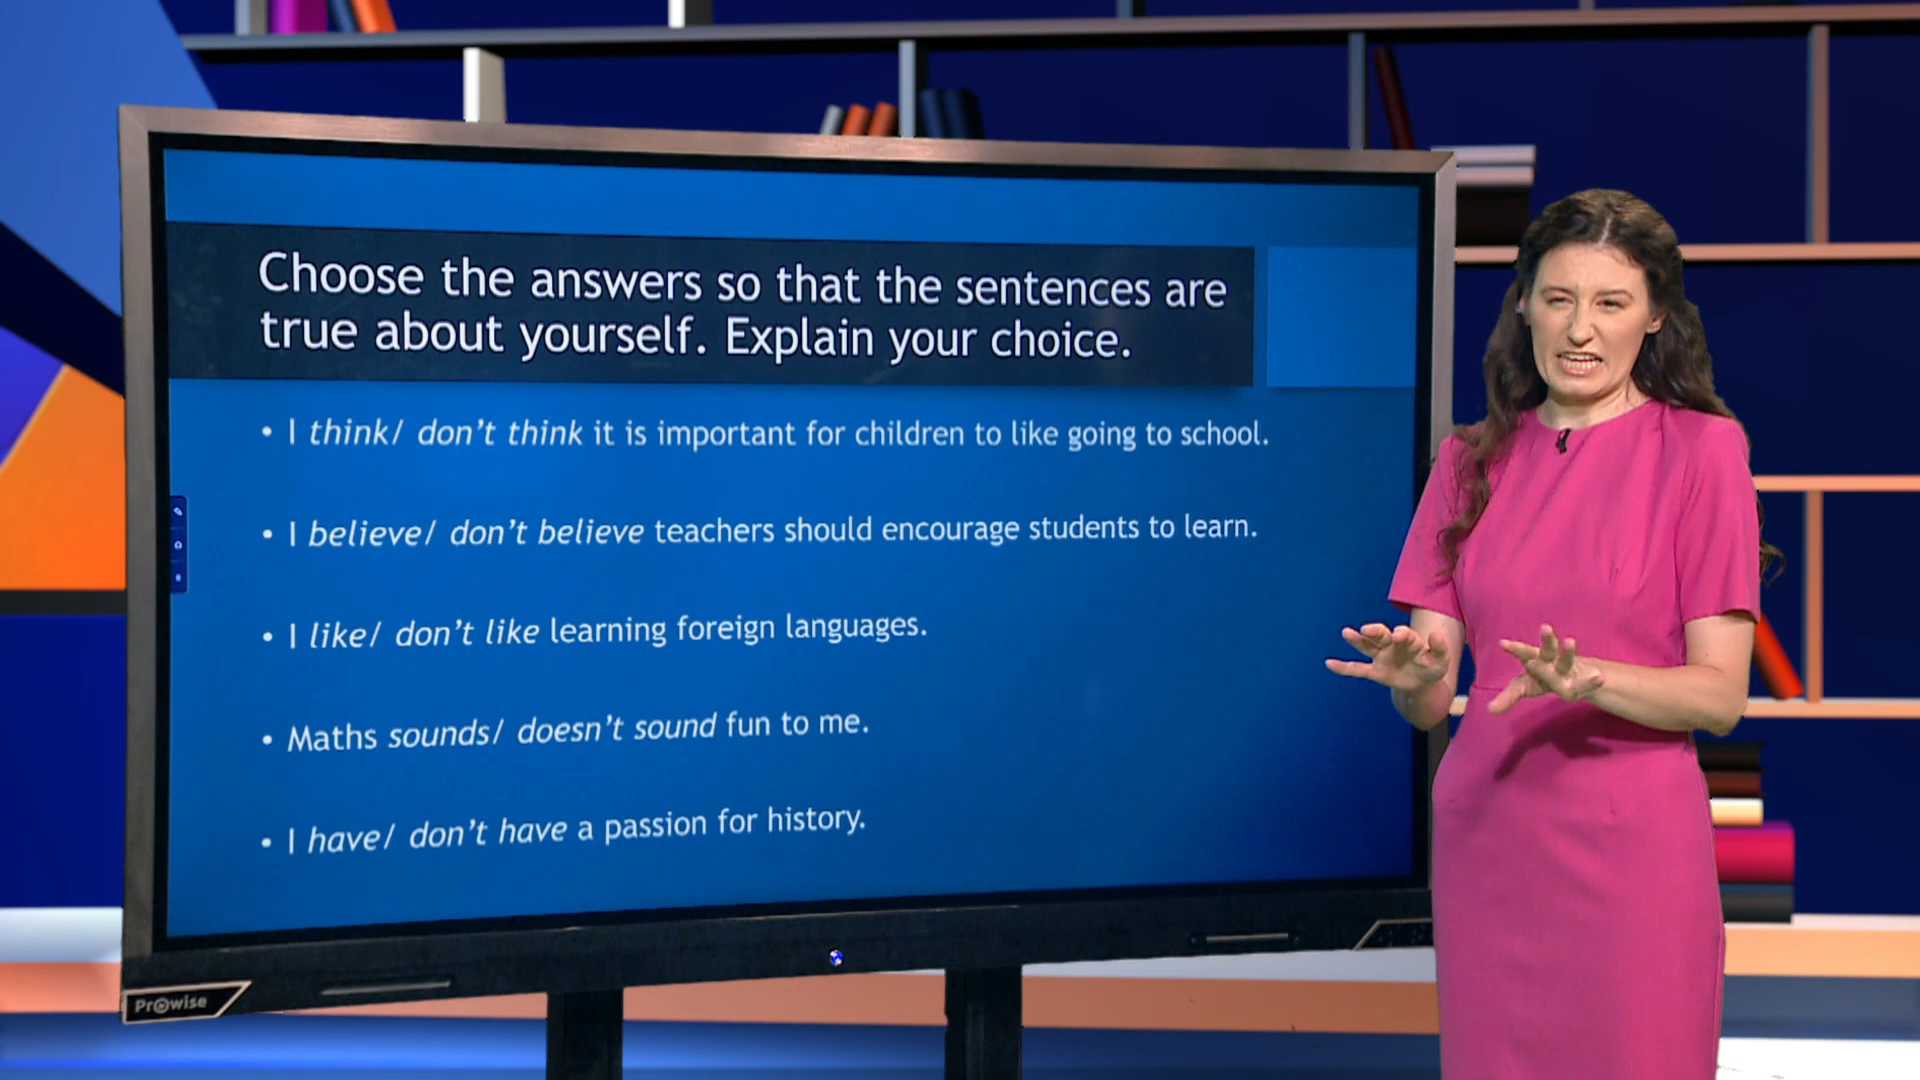 Choose the answers so that the sentences are
true about yourself. Explain your choice.
• I think/ don't think it is important for children to like going to school.
• I believe/ don't believe teachers should encourage students to learn.
• I like/ don't like learning foreign languages.
• Maths sounds/ doesn't sound fun to me.
• I have/ don't have a passion for history.
Prowise